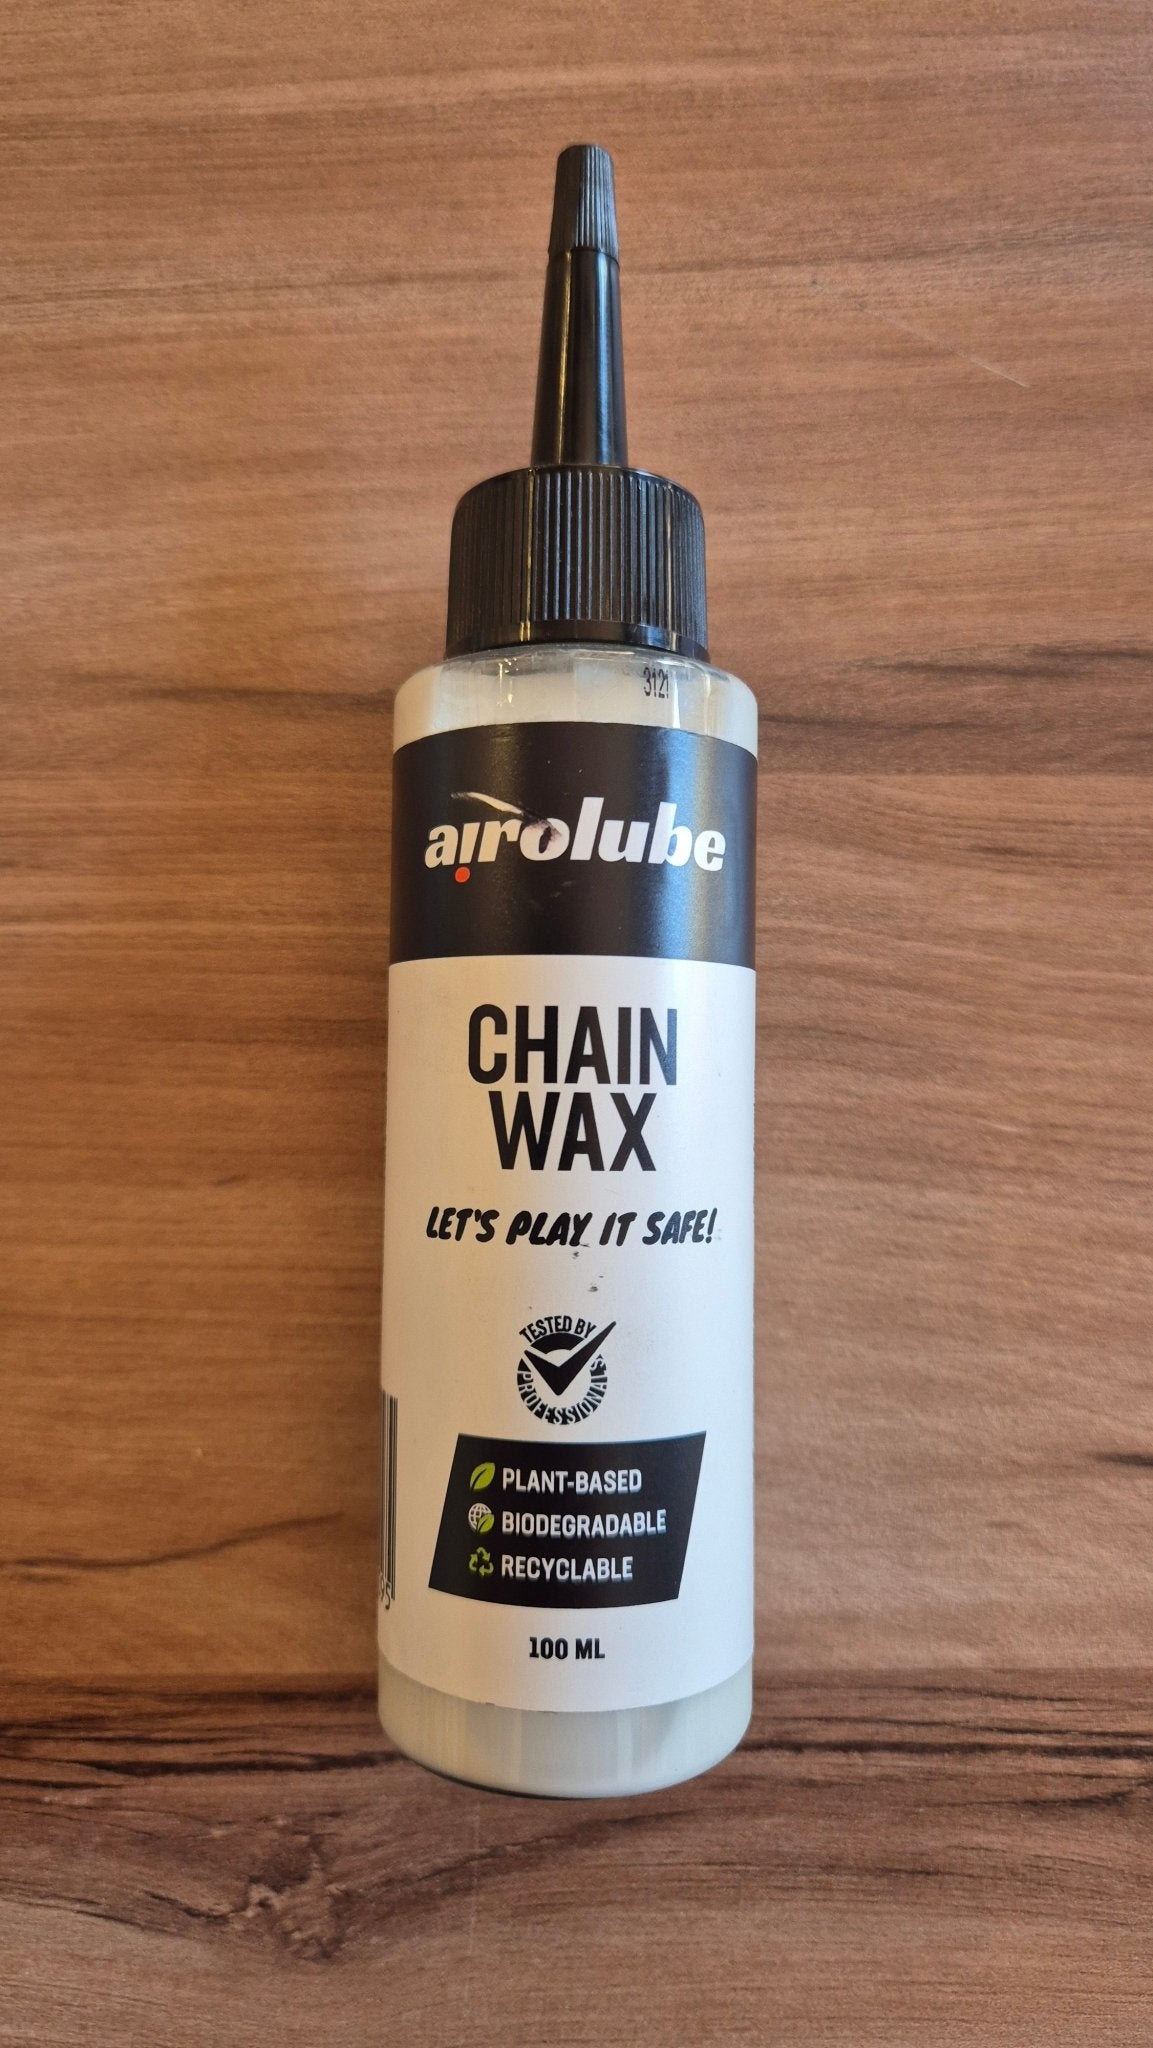 3121
airolube
CHAIN
WAX
LET'S PLAY IT SAFE!
TESTED BY
PROFESSIONALS
PLANT-BASED
BIODEGRADABLE
RECYCLABLE
100 ML